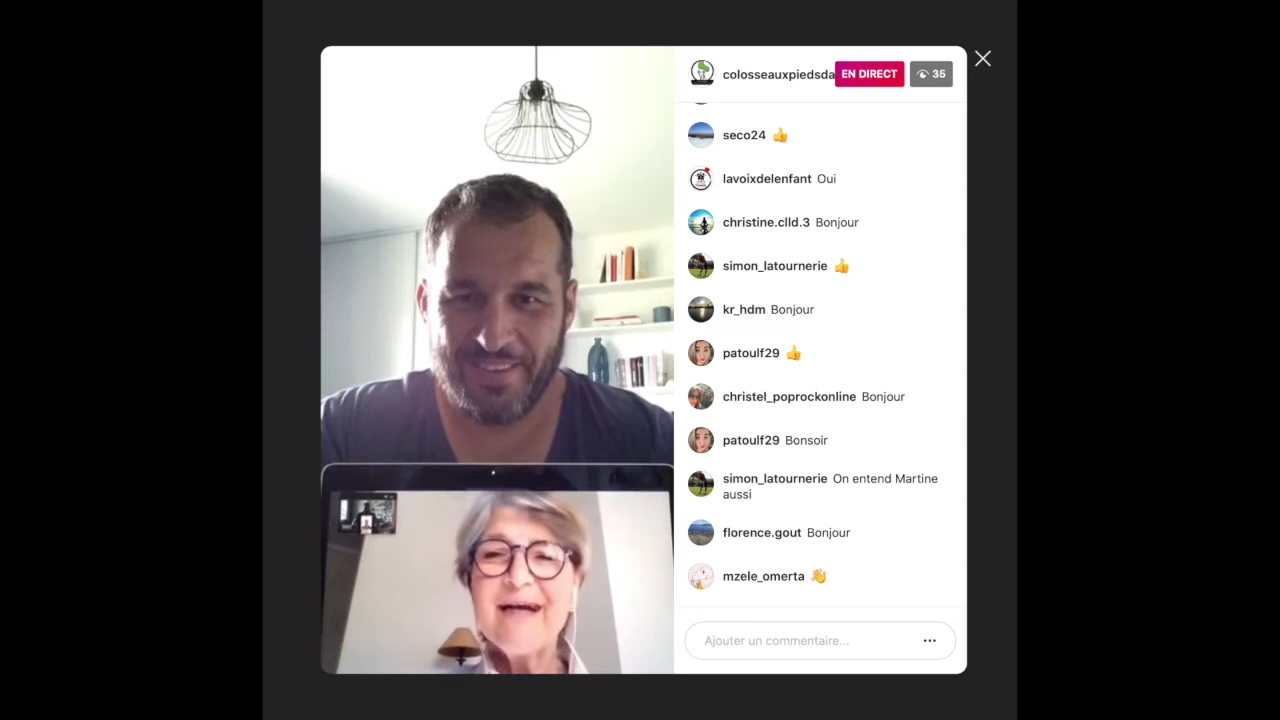 colosseauxpiedsda EN DIRECT 35
seco24 👍
lavoixdelenfant Oui
christine.clld.3 Bonjour
simon_latournerie 👍
kr_hdm Bonjour
patoulf29 👍
christel_poprockonline Bonjour
patoulf29 Bonsoir
simon_latournerie On entend Martine
aussi
florence.gout Bonjour
mzele_omerta 👋
Ajouter un commentaire...